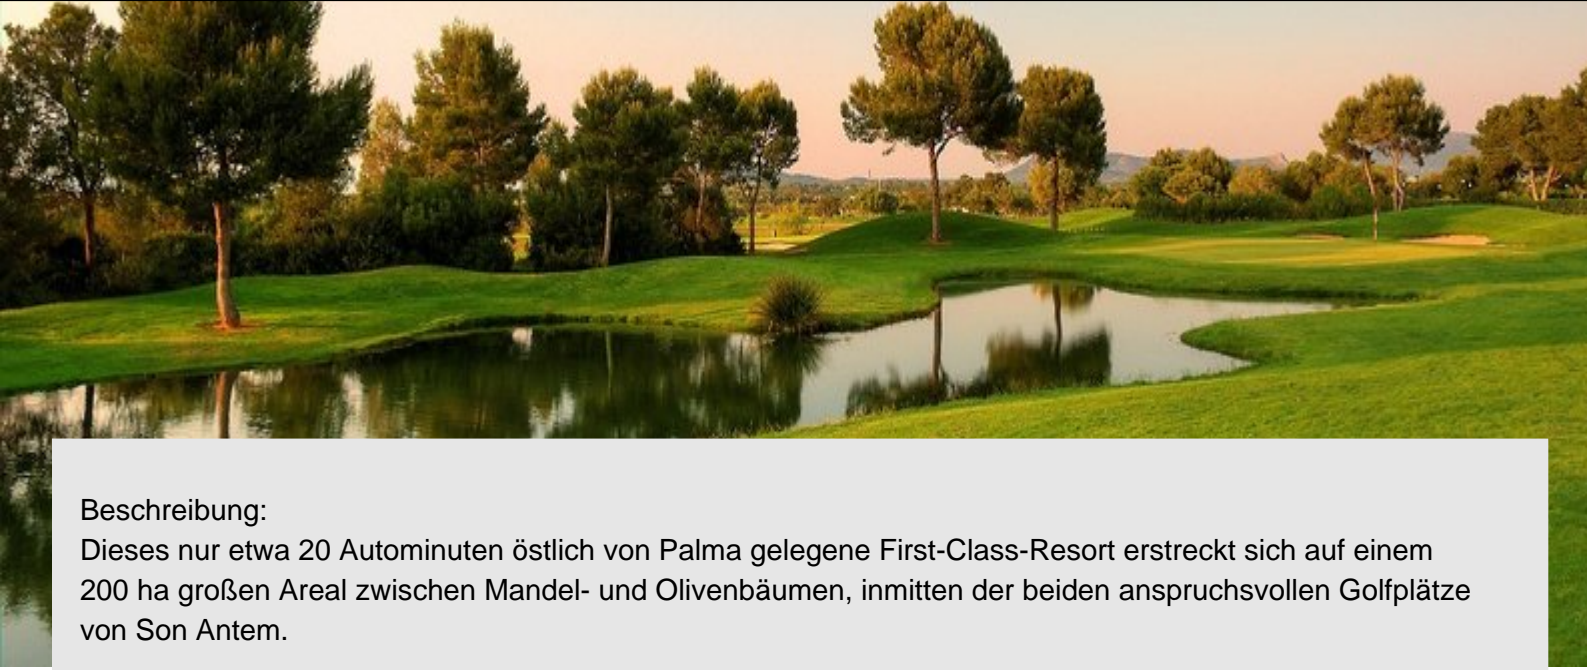 Beschreibung:
Dieses nur etwa 20 Autominuten östlich von Palma gelegene First-Class-Resort erstreckt sich auf einem
200 ha großen Areal zwischen Mandel- und Olivenbäumen, inmitten der beiden anspruchsvollen Golfplätze
von Son Antem.